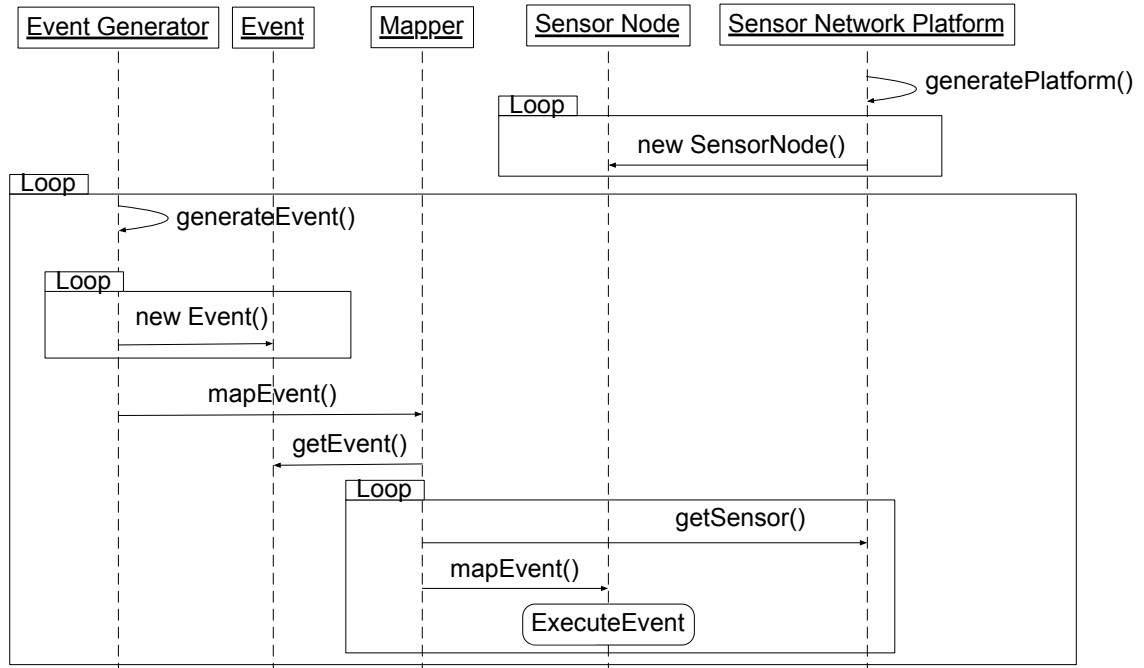 Event Generator
Event
Mapper
Sensor Node
Sensor Network Platform
generatePlatform()
Loop
new SensorNode()
Loop
generateEvent()
Loop
new Event()
mapEvent()
getEvent()
Loop
getSensor()
mapEvent()
ExecuteEvent